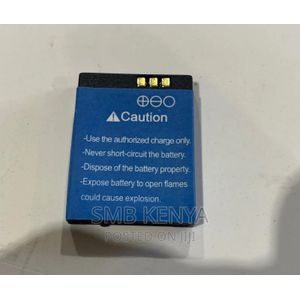 ⊕⊖○
⚠Caution
-Use the authorized charge only.
-Never short-circuit the battery.
-Dispose of the battery properly.
-Expose battery to open flames
could cause explosion.
SMB KENYA
POSTED ON JIJI